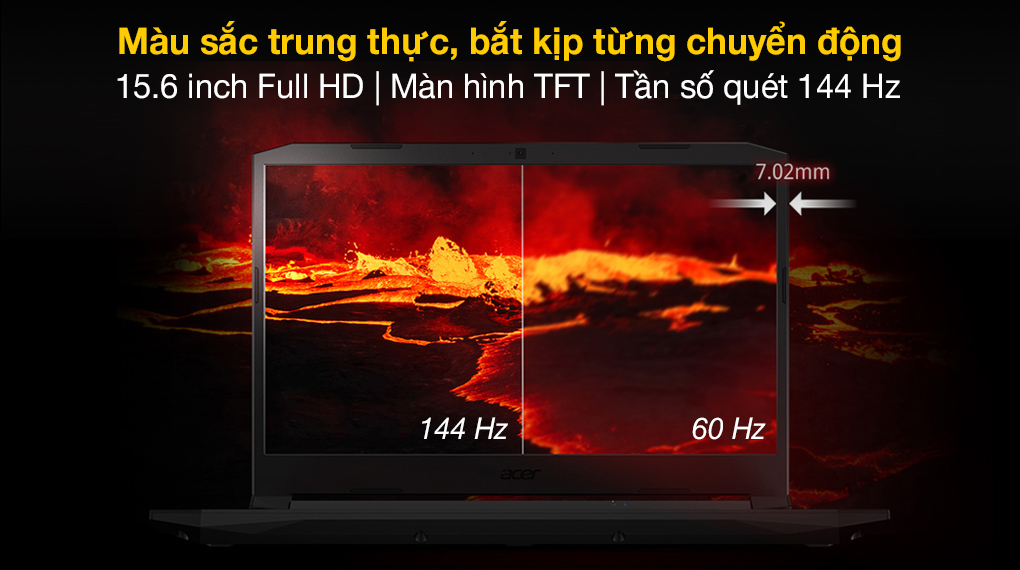 Màu sắc trung thực, bắt kịp từng chuyển động
15.6 inch Full HD | Màn hình TFT | Tần số quét 144 Hz
7.02mm
144 Hz
60 Hz
acer